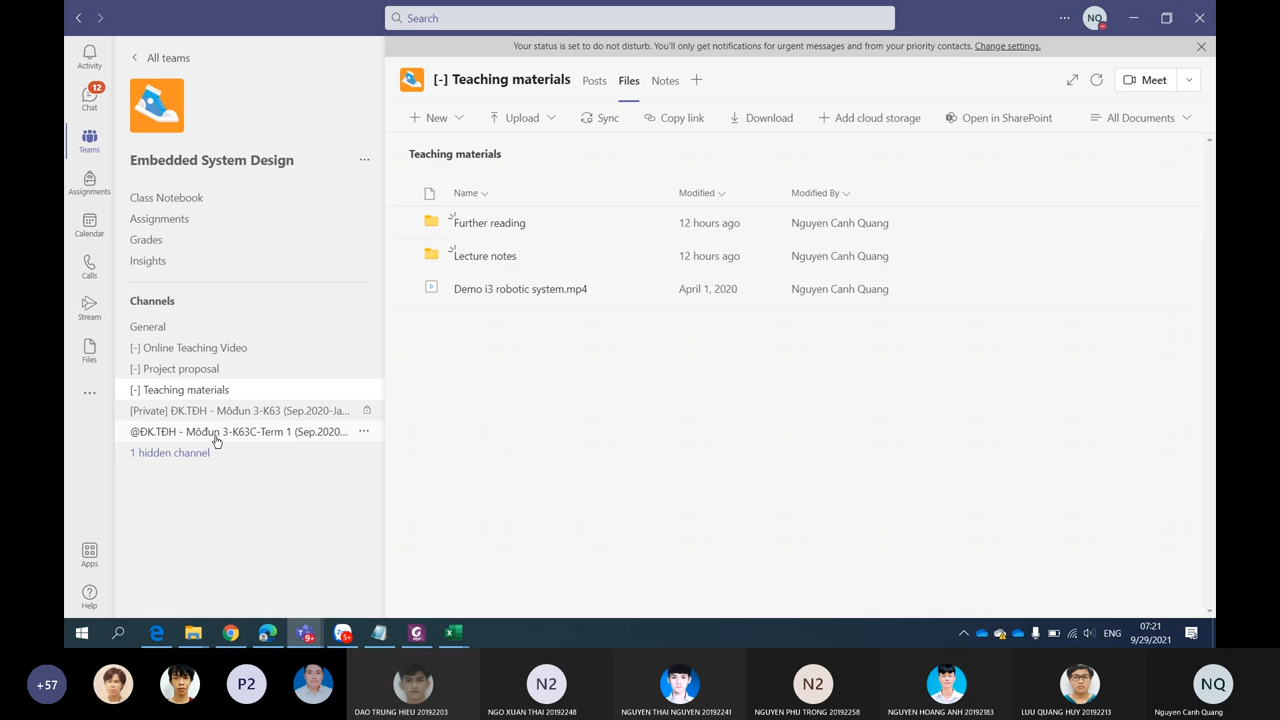 Search
NQ
Activity
12
Chat
Teams
Assignments
Calendar
Calls
Stream
Files
Apps
Help
All teams
Embedded System Design
Class Notebook
Assignments
Grades
Insights
Channels
General
[-] Online Teaching Video
[-] Project proposal
[-] Teaching materials
[Private] ĐK.TĐH - Môđun 3-K63 (Sep.2020-Ja...
@ĐK.TĐH - Môđun 3-K63C-Term 1 (Sep.2020...
1 hidden channel
Your status is set to do not disturb. You'll only get notifications for urgent messages and from your priority contacts. Change settings.
[-] Teaching materials
Posts
Files
Notes
Meet
New
Upload
Sync
Copy link
Download
Add cloud storage
Open in SharePoint
All Documents
Teaching materials
Name Modified Modified By
Further reading 12 hours ago Nguyen Canh Quang
Lecture notes 12 hours ago Nguyen Canh Quang
Demo i3 robotic system.mp4 April 1, 2020 Nguyen Canh Quang
9+
5+
ENG
07:21
9/29/2021
+57
P2
DAO TRUNG HIEU 20192203
N2
NGO XUAN THAI 20192248
NGUYEN THAI NGUYEN 20192241
N2
NGUYEN PHU TRONG 20192258
NGUYEN HOANG ANH 20192183
LUU QUANG HUY 20192213
NQ
Nguyen Canh Quang